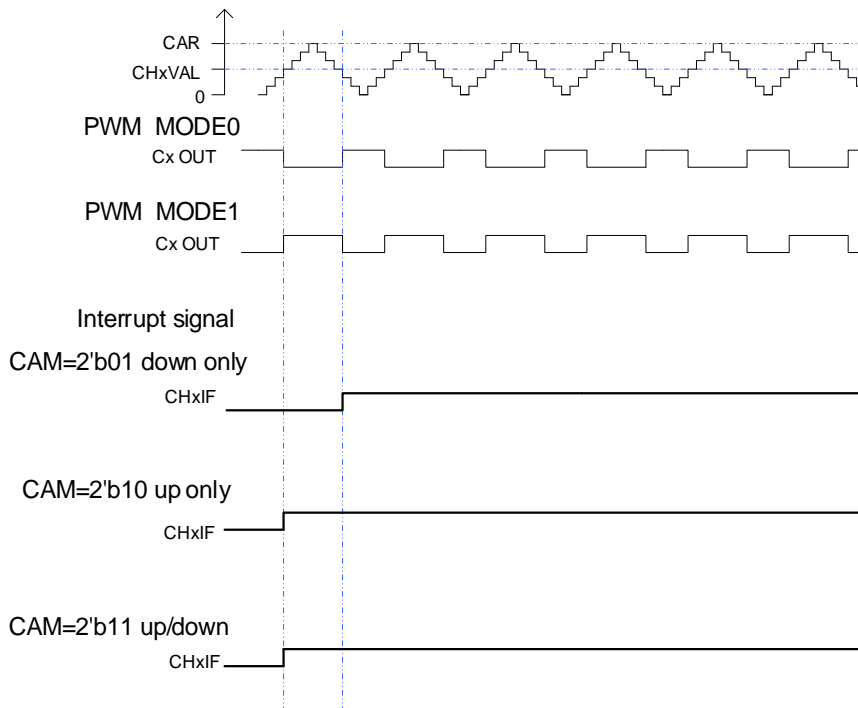 CAR
CHxVAL
0
PWM MODE0
Cx OUT
PWM MODE1
Cx OUT
Interrupt signal
CAM=2'b01 down only
CHxIF
CAM=2'b10 up only
CHxIF
CAM=2'b11 up/down
CHxIF